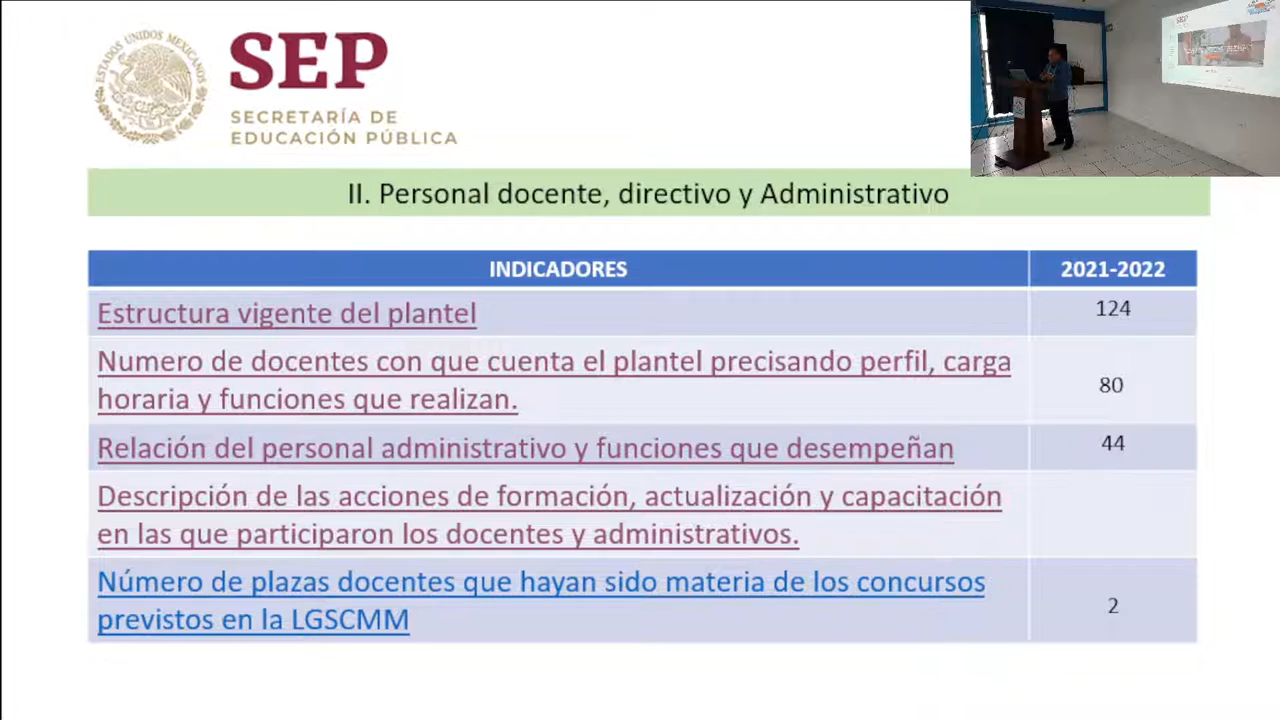 ESTADOS UNIDOS MEXICANOS
SEP
SECRETARÍA DE
EDUCACIÓN PÚBLICA
SEP
II. Personal docente, directivo y Administrativo
INDICADORES 2021-2022
Estructura vigente del plantel 124
Numero de docentes con que cuenta el plantel precisando perfil, carga
horaria y funciones que realizan. 80
Relación del personal administrativo y funciones que desempeñan 44
Descripción de las acciones de formación, actualización y capacitación
en las que participaron los docentes y administrativos.
Número de plazas docentes que hayan sido materia de los concursos
previstos en la LGSCMM 2